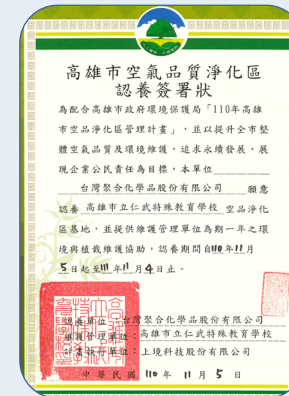 高雄市空氣品質淨化區
認養簽署狀
為配合高雄市政府環境保護局「110年高雄
市空品淨化區管理計畫」，並以提升全市整
體空氣品質及環境維護，追求永續發展，展
現企業公民責任為目標，本單位
台灣聚合化學品股份有限公司 願意
認養 高雄市立仁武特殊教育學校 空品淨化
區基地，並提供維護管理單位為期一年之環
境與植栽維護協助，認養期間自110年11月
5日起至111年11月4日止。
認養單位：台灣聚合化學品股份有限公司
維護管理單位：高雄市立仁武特殊教育學校
計畫執行單位：上境科技股份有限公司
中華民國 110 年 11 月 5 日